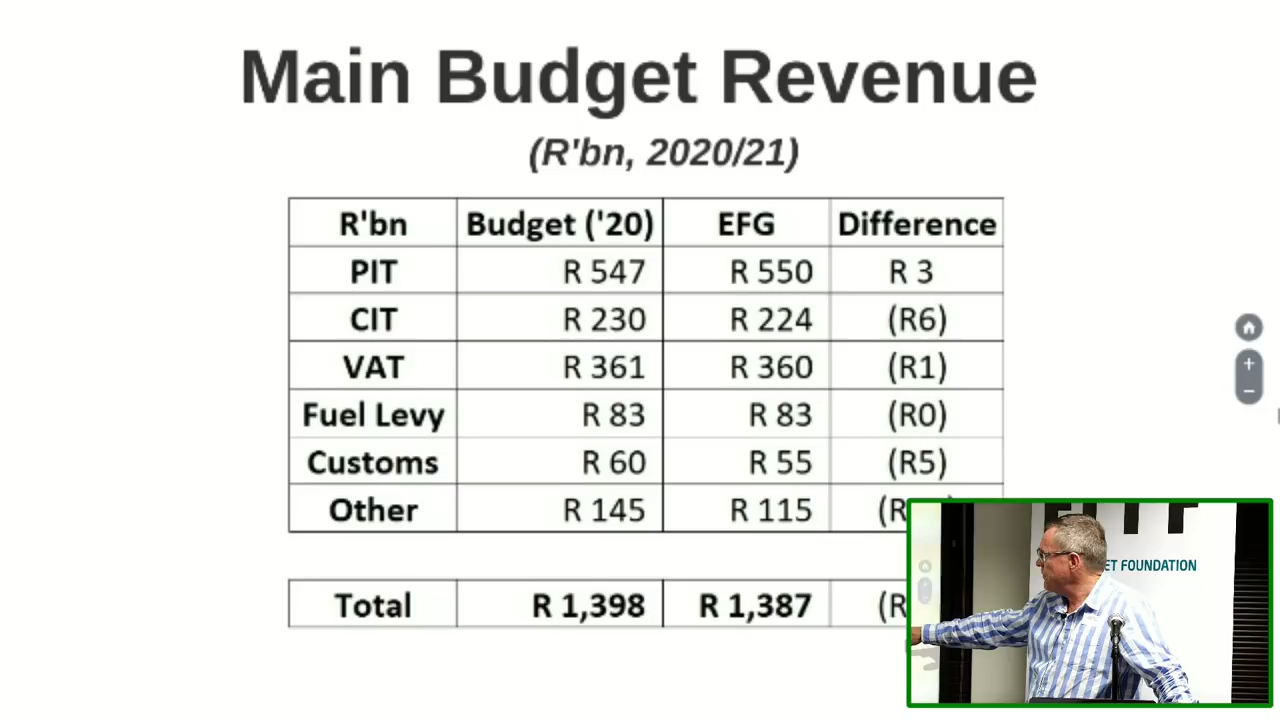 Main Budget Revenue
(R'bn, 2020/21)
R'bn Budget ('20) EFG Difference
PIT R 547 R 550 R 3
CIT R 230 R 224 (R6)
VAT R 361 R 360 (R1)
Fuel Levy R 83 R 83 (R0)
Customs R 60 R 55 (R5)
Other R 145 R 115 (R
Total R 1,398 R 1,387 (R
FOUNDATION